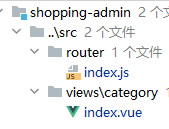 shopping-admin 2 个文件
..\src 2 个文件
router 1 个文件
index.js
views\category 1 个文件
index.vue